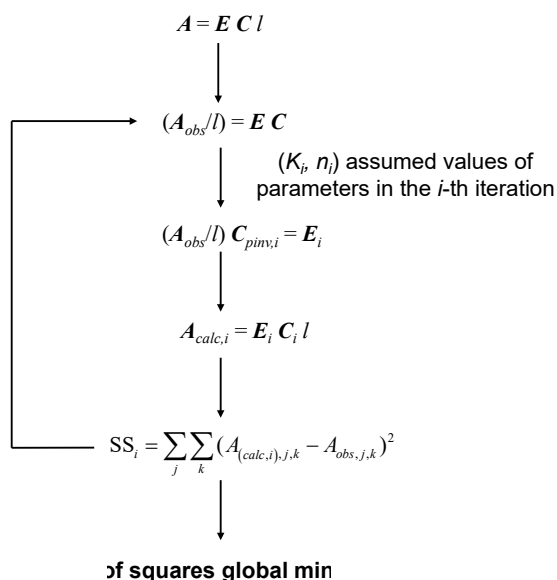 A = E C l
(A_obs/l) = E C
(K_i, n_i) assumed values of
parameters in the i-th iteration
(A_obs/l) C_pinv,i = E_i
A_calc,i = E_i C_i l
SS_i = ∑_j ∑_k (A_(calc,i),j,k − A_obs,j,k)^2
of squares global min